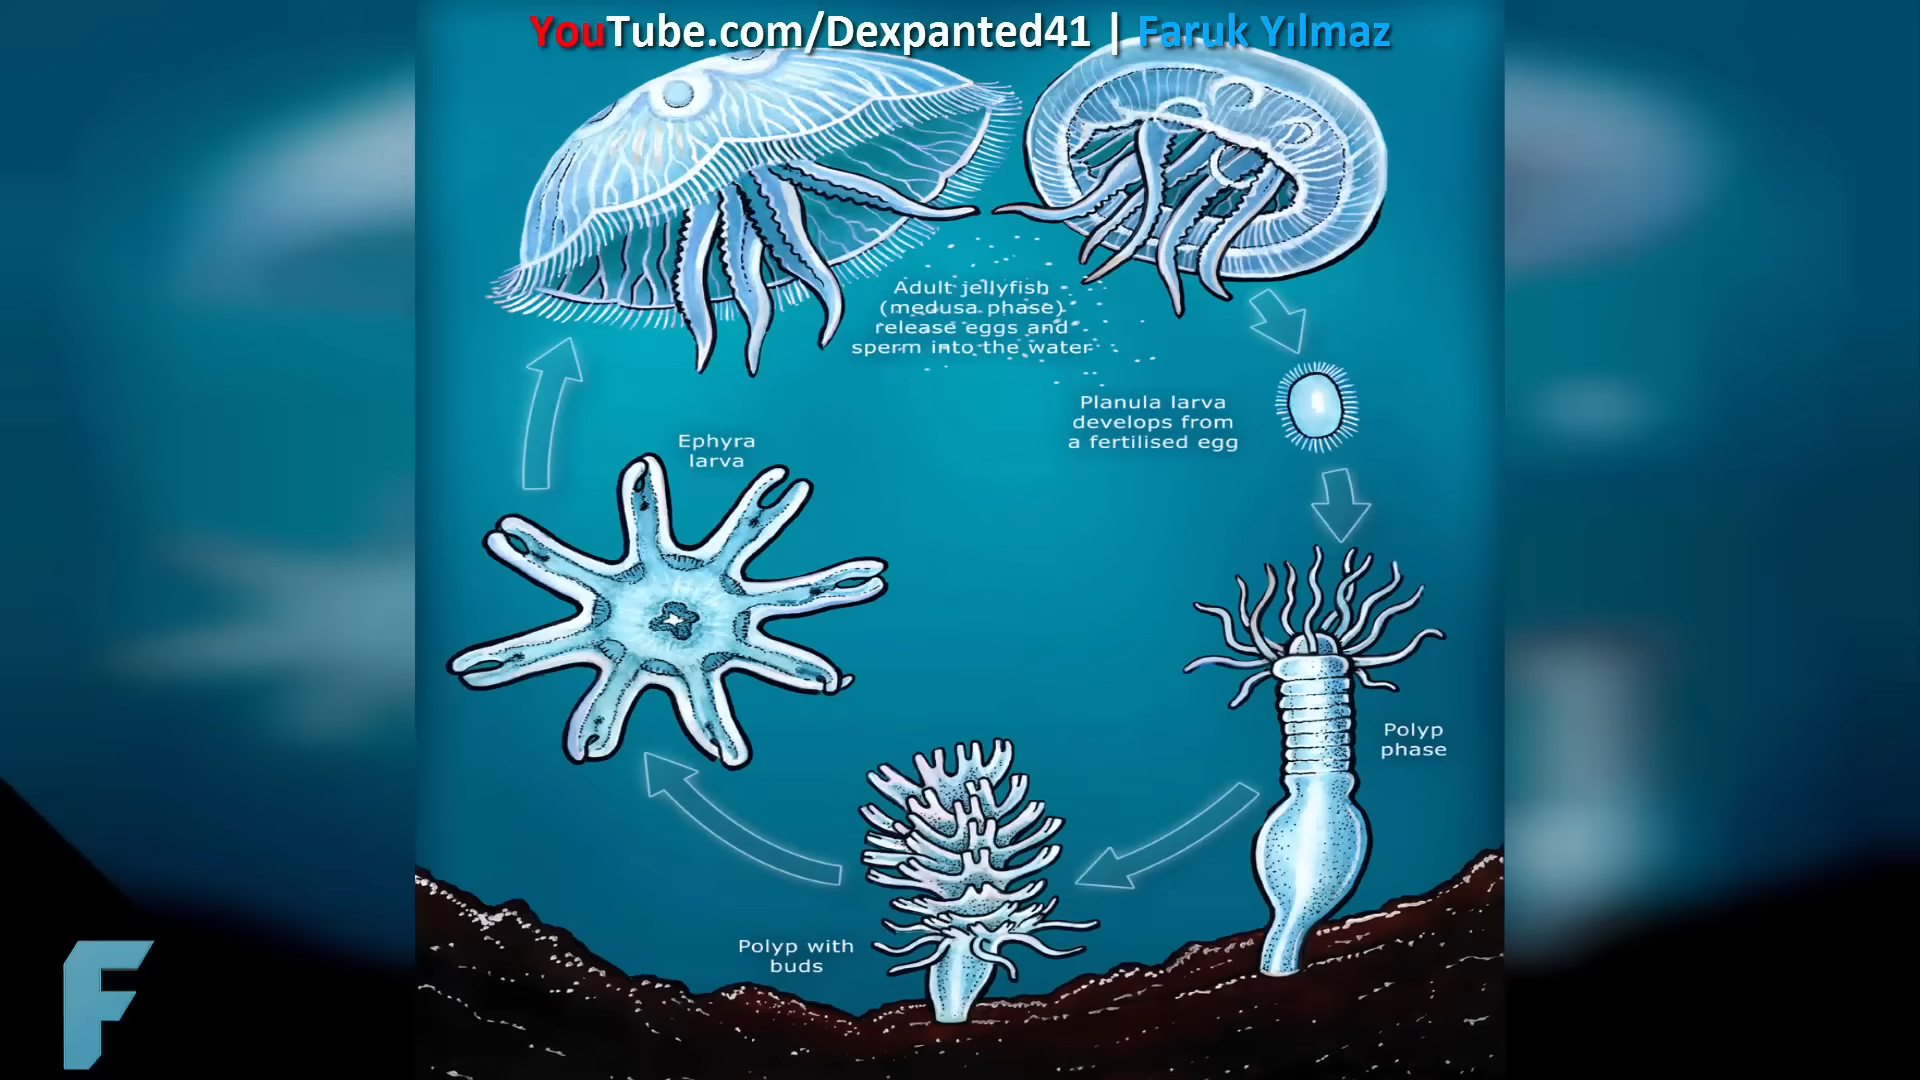 YouTube.com/Dexpanted41 | Faruk Yılmaz
Adult jellyfish
(medusa phase)
release eggs and
sperm into the water
Planula larva
develops from
a fertilised egg
Ephyra
larva
Polyp
phase
Polyp with
buds
F